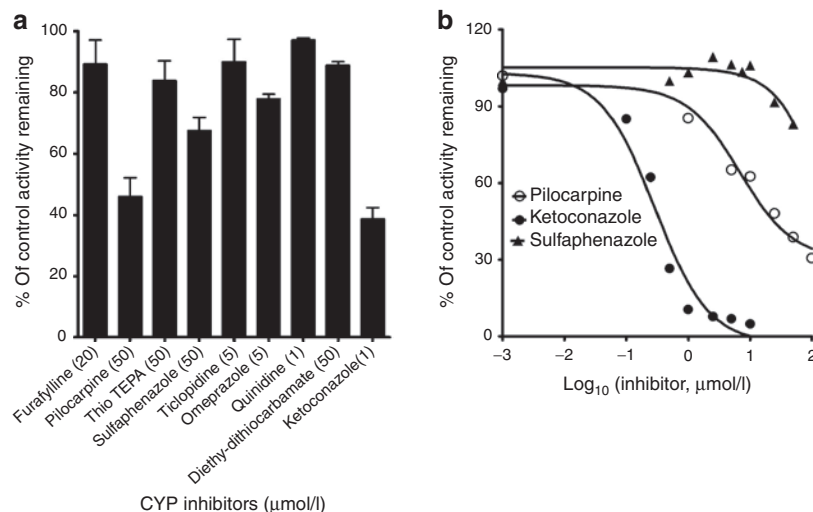 a
% Of control activity remaining
100
80
60
40
20
0
Furafylline (20)
Pilocarpine (50)
Thio TEPA (50)
Sulfaphenazole (50)
Ticlopidine (5)
Omeprazole (5)
Quinidine (1)
Diethy-dithiocarbamate (50)
Ketoconazole(1)
CYP inhibitors (μmol/l)
b
% Of control activity remaining
120
90
60
30
0
Pilocarpine
Ketoconazole
Sulfaphenazole
−3 −2 −1 0 1 2
Log10 (inhibitor, μmol/l)